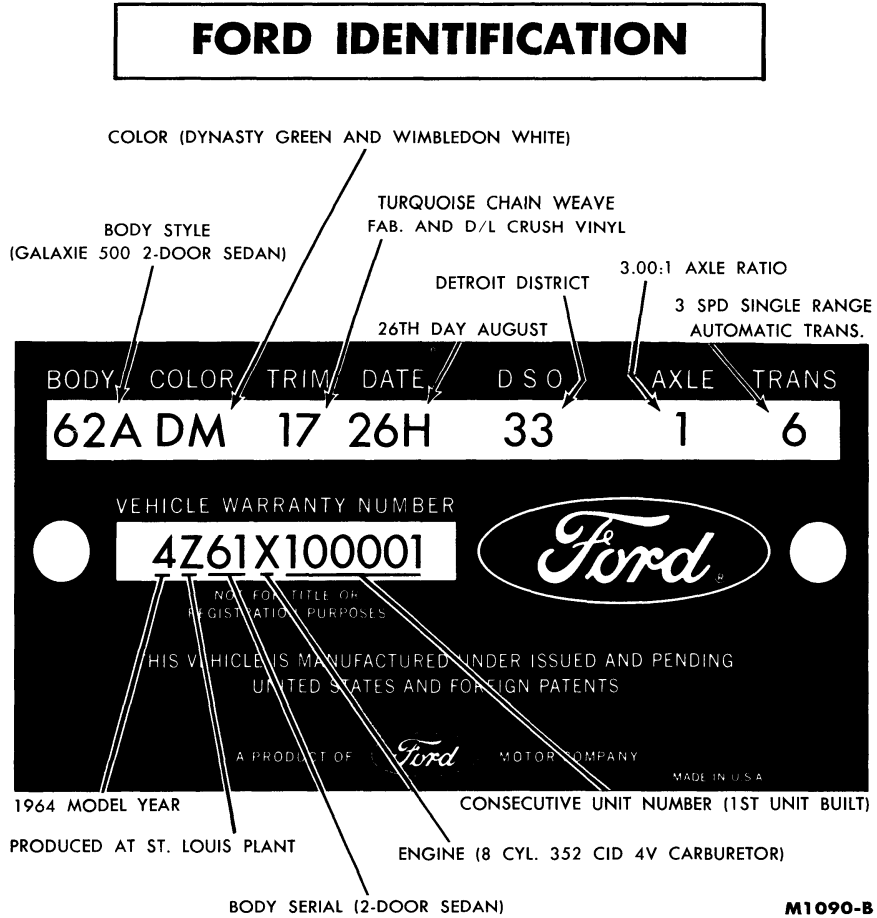 FORD IDENTIFICATION
COLOR (DYNASTY GREEN AND WIMBLEDON WHITE)
TURQUOISE CHAIN WEAVE
FAB. AND D/L CRUSH VINYL
BODY STYLE
(GALAXIE 500 2-DOOR SEDAN)
3.00:1 AXLE RATIO
DETROIT DISTRICT
3 SPD SINGLE RANGE
AUTOMATIC TRANS.
26TH DAY AUGUST
BODY COLOR TRIM DATE D S O AXLE TRANS
62A DM 17 26H 33 1 6
VEHICLE WARRANTY NUMBER
4Z61X100001
Ford ®
NOT FOR TITLE OR
REGISTRATION PURPOSES
THIS VEHICLE IS MANUFACTURED UNDER ISSUED AND PENDING
UNITED STATES AND FOREIGN PATENTS
A PRODUCT OF Ford MOTOR COMPANY
MADE IN U.S.A
1964 MODEL YEAR
CONSECUTIVE UNIT NUMBER (1ST UNIT BUILT)
PRODUCED AT ST. LOUIS PLANT
ENGINE (8 CYL. 352 CID 4V CARBURETOR)
BODY SERIAL (2-DOOR SEDAN)
M1090-B